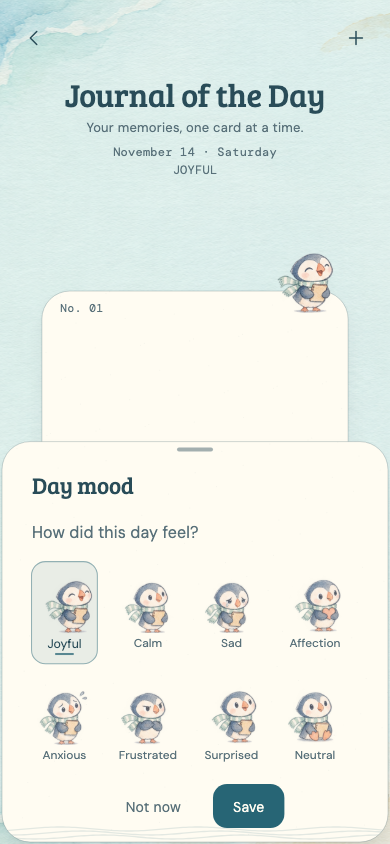 Journal of the Day
Your memories, one card at a time.
November 14 · Saturday
JOYFUL
No. 01
Day mood
How did this day feel?
Joyful
Calm
Sad
Affection
Anxious
Frustrated
Surprised
Neutral
Not now
Save